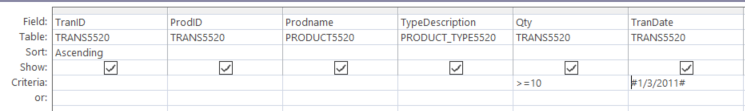 Field: TranID ProdID Prodname TypeDescription Qty TranDate
Table: TRANS5520 TRANS5520 PRODUCT5520 PRODUCT_TYPE5520 TRANS5520 TRANS5520
Sort: Ascending
Show:
Criteria: >=10 #1/3/2011#
or: